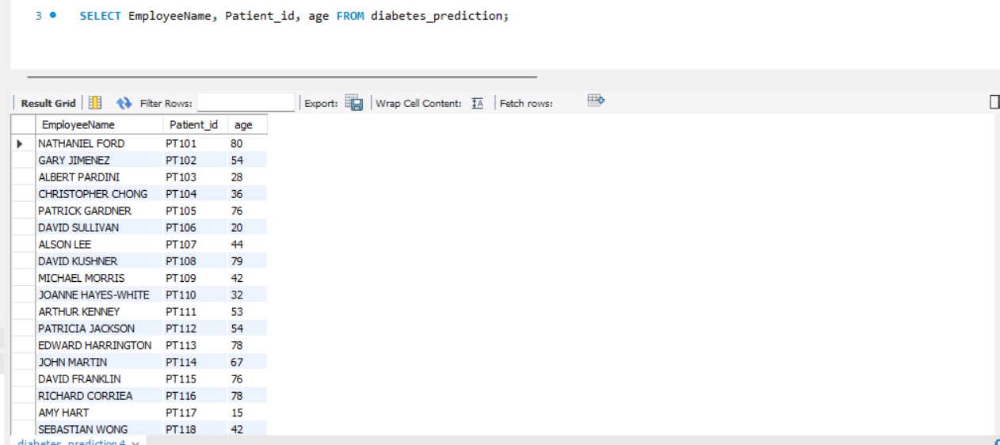 3 SELECT EmployeeName, Patient_id, age FROM diabetes_prediction;
Result Grid Filter Rows: Export: Wrap Cell Content: IA Fetch rows:
EmployeeName Patient_id age
NATHANIEL FORD PT101 80
GARY JIMENEZ PT102 54
ALBERT PARDINI PT103 28
CHRISTOPHER CHONG PT104 36
PATRICK GARDNER PT105 76
DAVID SULLIVAN PT106 20
ALSON LEE PT107 44
DAVID KUSHNER PT108 79
MICHAEL MORRIS PT109 42
JOANNE HAYES-WHITE PT110 32
ARTHUR KENNEY PT111 53
PATRICIA JACKSON PT112 54
EDWARD HARRINGTON PT113 78
JOHN MARTIN PT114 67
DAVID FRANKLIN PT115 76
RICHARD CORRIEA PT116 78
AMY HART PT117 15
SEBASTIAN WONG PT118 42
diabetes_prediction 4